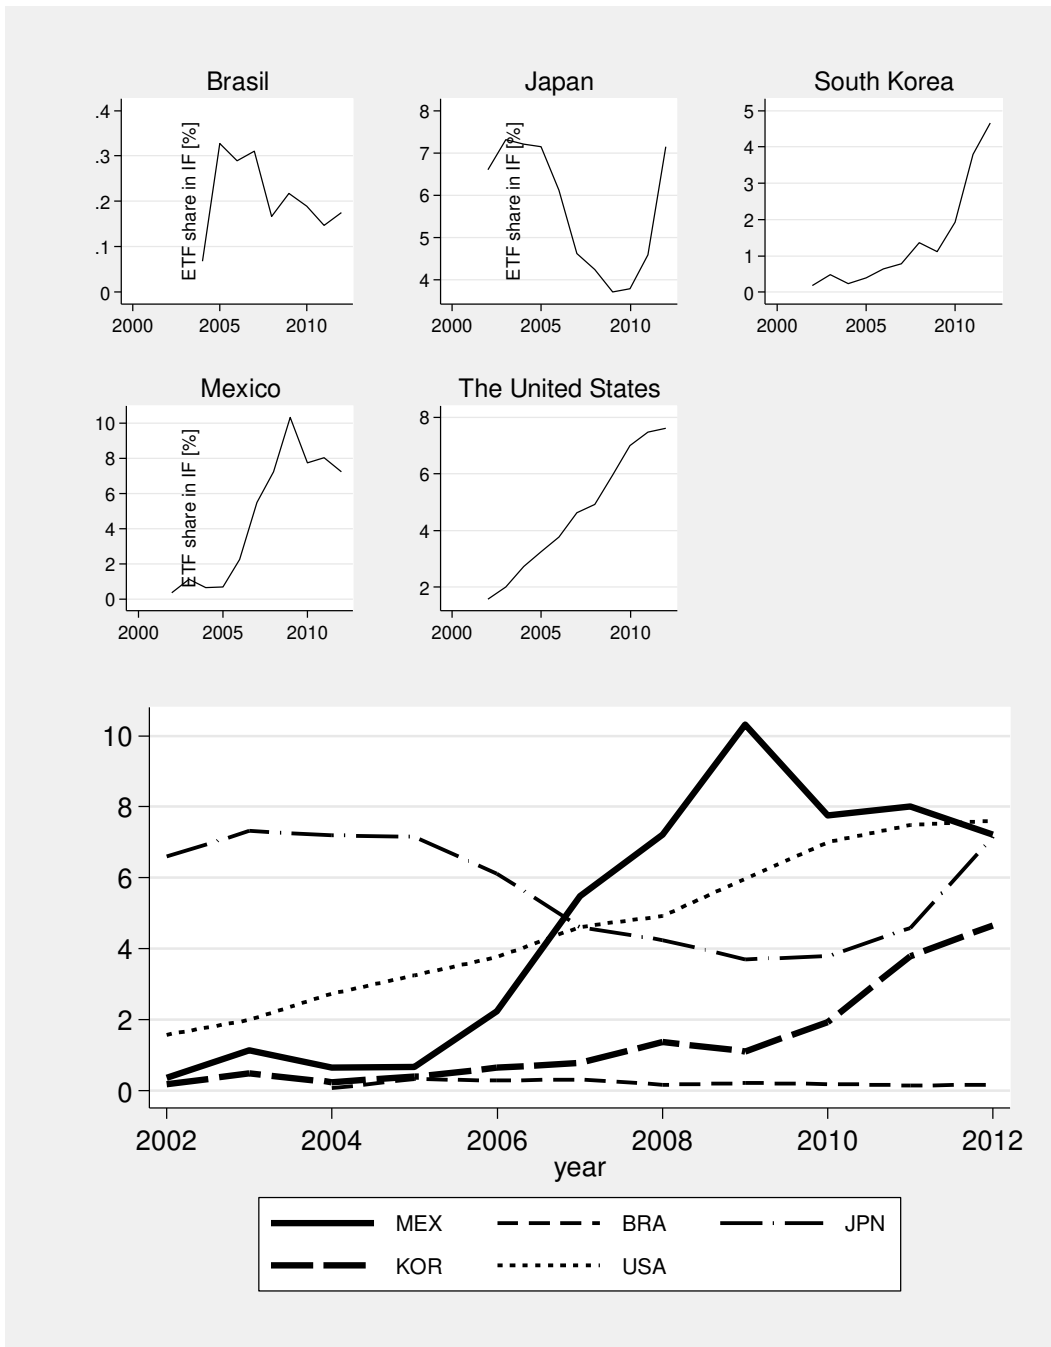 Brasil
Japan
South Korea
.4
.3
.2
.1
0
ETF share in IF [%]
2000 2005 2010
8
7
6
5
4
ETF share in IF [%]
2000 2005 2010
5
4
3
2
1
0
2000 2005 2010
Mexico
The United States
10
8
6
4
2
0
ETF share in IF [%]
2000 2005 2010
8
6
4
2
2000 2005 2010
10
8
6
4
2
0
2002 2004 2006 2008 2010 2012
year
MEX BRA JPN
KOR USA